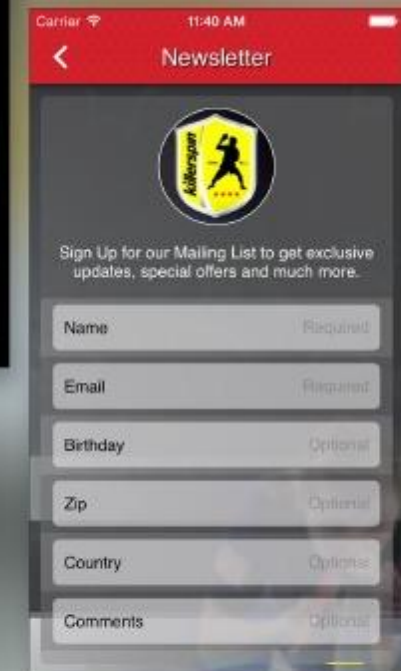 Carrier 11:40 AM
Newsletter
killerspin
Sign Up for our Mailing List to get exclusive
updates, special offers and much more.
Name Required
Email Required
Birthday Optional
Zip Optional
Country Optional
Comments Optional